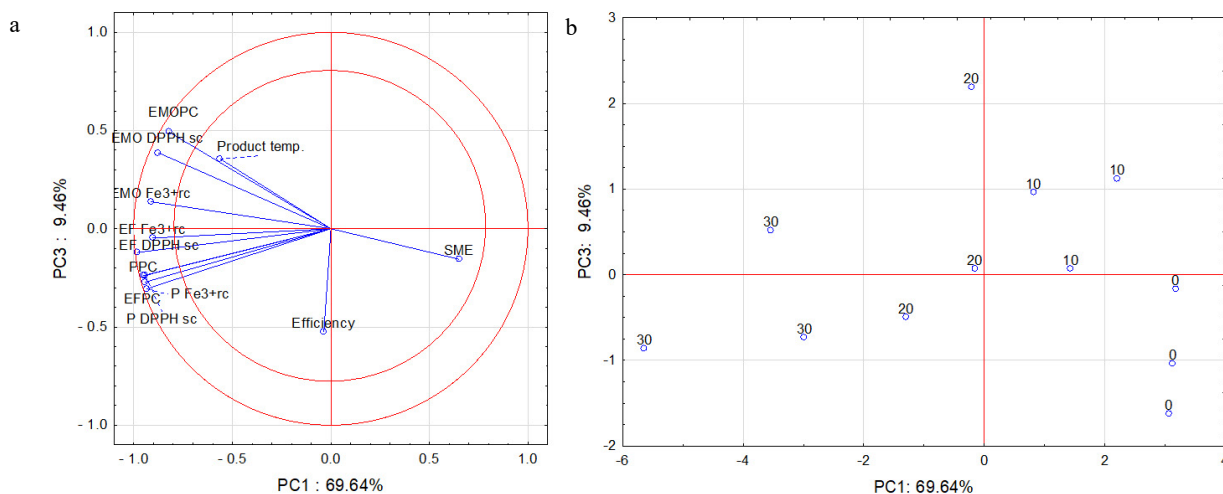 a
1.0
0.5
0.0
- 0.5
- 1.0
PC3 : 9.46%
EMOPC
EMO DPPH sc
Product temp.
EMO Fe3+rc
EF Fe3+rc
EF DPPH sc
PPC
EFPC
P Fe3+rc
P DPPH sc
SME
Efficiency
- 1.0
- 0.5
0.0
0.5
1.0
PC1 : 69.64%
b
3
2
1
0
-1
-2
PC3: 9.46%
20
10
10
30
20
10
0
20
30
30
0
0
-6
-4
-2
0
2
4
PC1: 69.64%